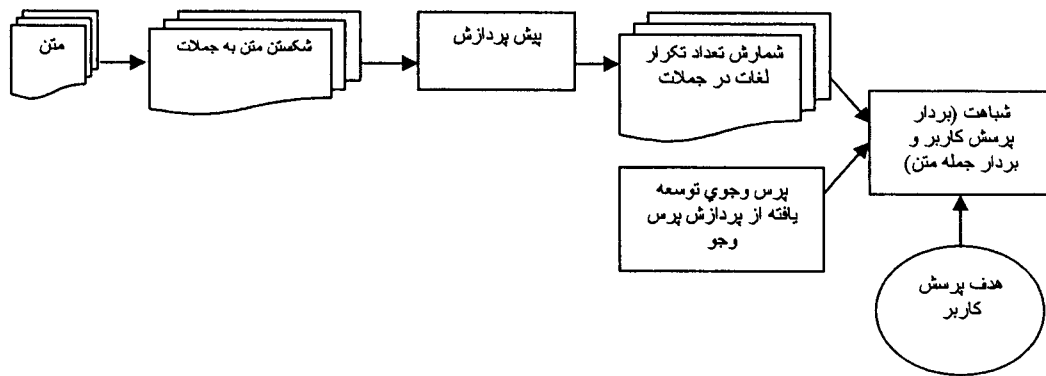 متن
شکستن متن به جملات
پیش پردازش
شمارش تعداد تکرار
لغات در جملات
شباهت (بردار
پرسش کاربر و
بردار جمله متن)
پرس وجوي توسعه
یافته از پردازش پرس
وجو
هدف پرسش
کاربر